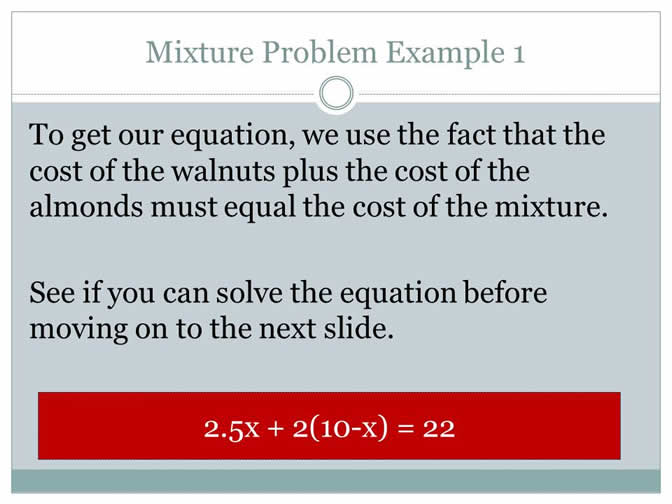 Mixture Problem Example 1
To get our equation, we use the fact that the
cost of the walnuts plus the cost of the
almonds must equal the cost of the mixture.
See if you can solve the equation before
moving on to the next slide.
2.5x + 2(10-x) = 22